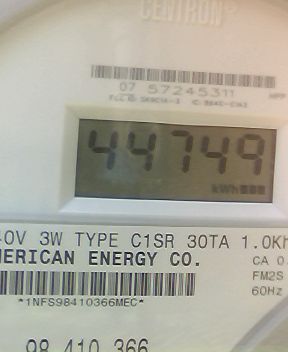 CENTRON®
07 57245311
44749
kWh
40V 3W TYPE C1SR 30TA 1.0Kh
MERICAN ENERGY CO.
CA 0.
FM2S
60Hz
*1NFS98410366MEC*
98 410 366